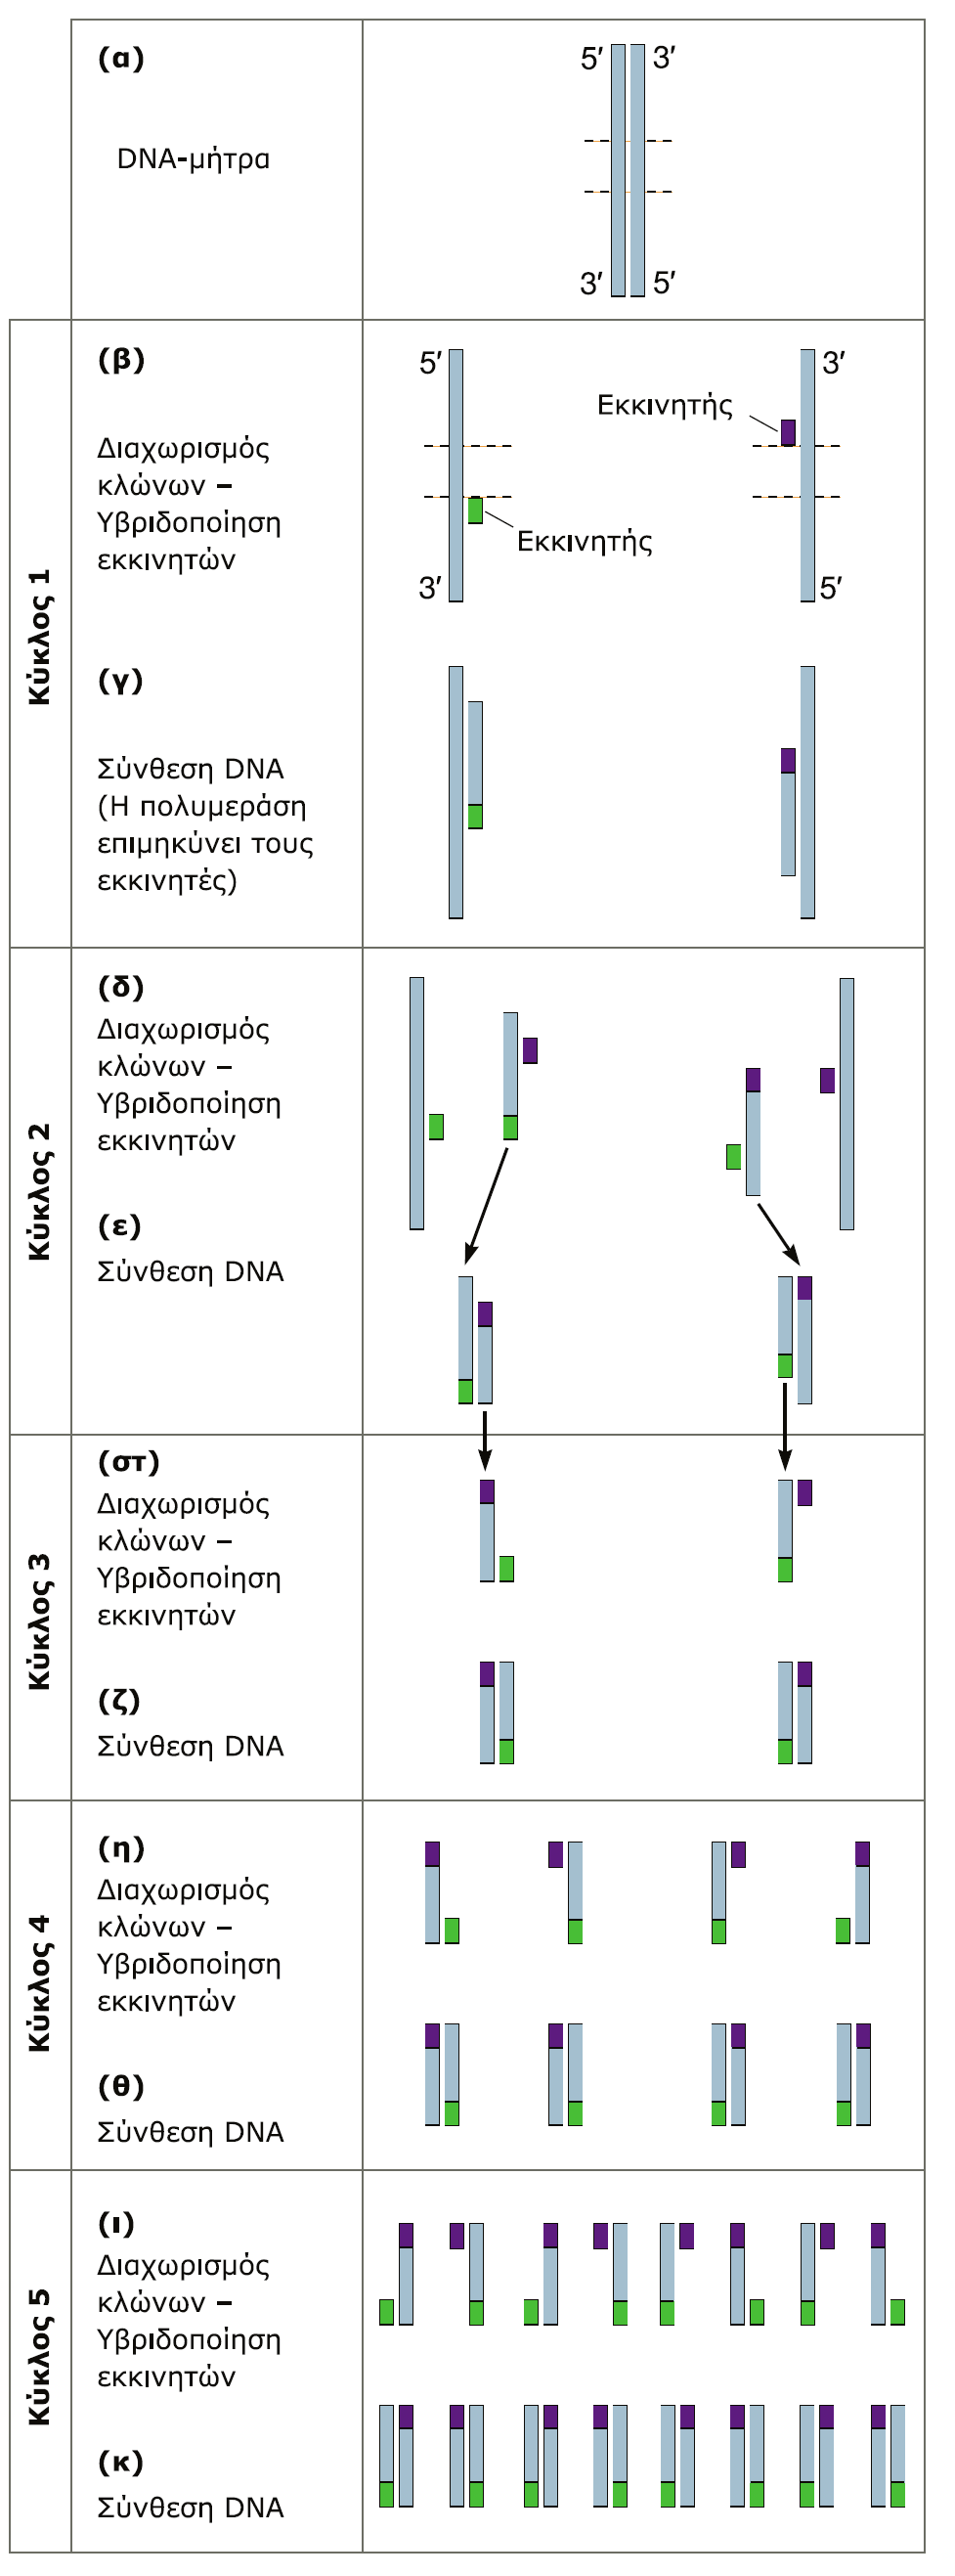 (α)
DNA-μήτρα
5′ 3′
3′ 5′
Κύκλος 1
(β)
Διαχωρισμός
κλώνων –
Υβριδοποίηση
εκκινητών
5′ 3′
Εκκινητής
Εκκινητής
3′ 5′
(γ)
Σύνθεση DNA
(Η πολυμεράση
επιμηκύνει τους
εκκινητές)
Κύκλος 2
(δ)
Διαχωρισμός
κλώνων –
Υβριδοποίηση
εκκινητών
(ε)
Σύνθεση DNA
Κύκλος 3
(στ)
Διαχωρισμός
κλώνων –
Υβριδοποίηση
εκκινητών
(ζ)
Σύνθεση DNA
Κύκλος 4
(η)
Διαχωρισμός
κλώνων –
Υβριδοποίηση
εκκινητών
(θ)
Σύνθεση DNA
Κύκλος 5
(ι)
Διαχωρισμός
κλώνων –
Υβριδοποίηση
εκκινητών
(κ)
Σύνθεση DNA